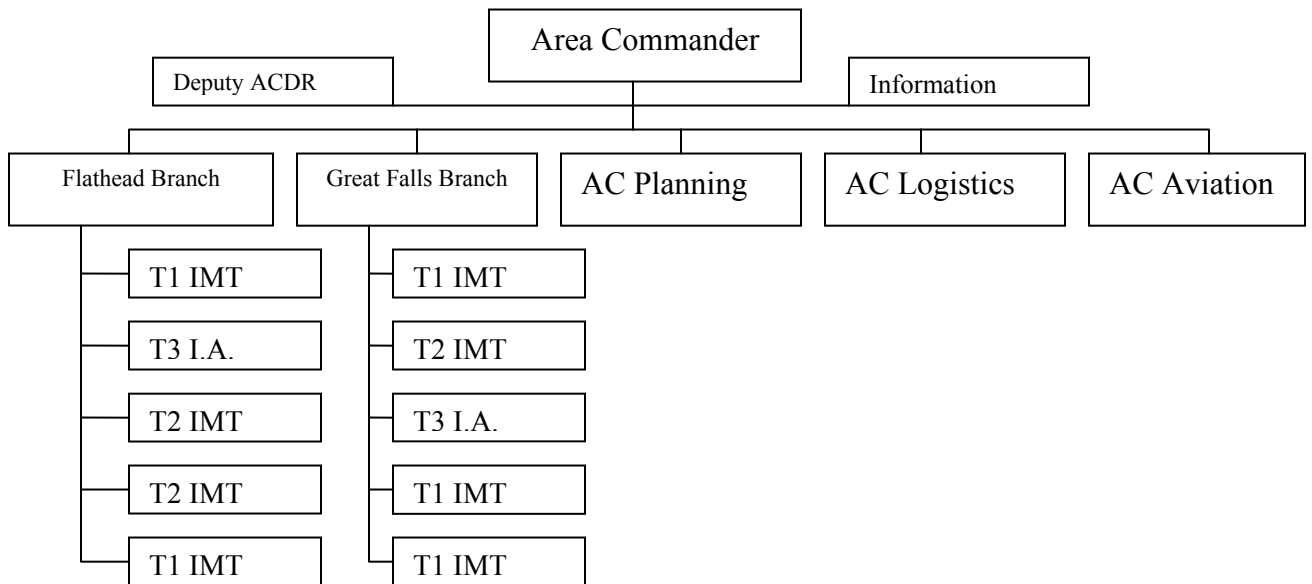 Area Commander
Deputy ACDR
Information
Flathead Branch
Great Falls Branch
AC Planning
AC Logistics
AC Aviation
T1 IMT
T3 I.A.
T2 IMT
T2 IMT
T1 IMT
T1 IMT
T2 IMT
T3 I.A.
T1 IMT
T1 IMT